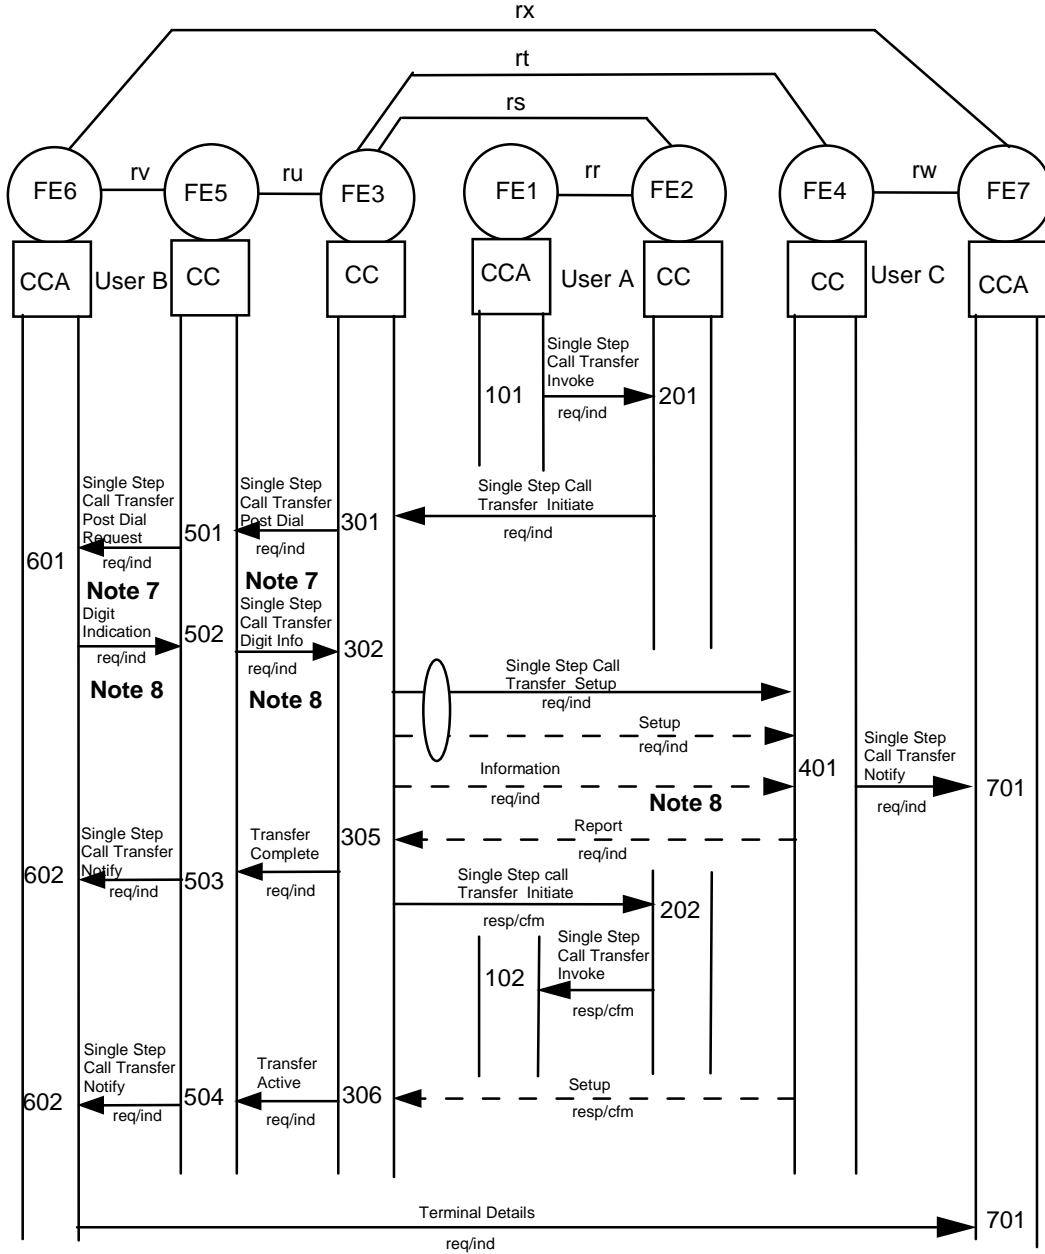 rx
rt
rs
rv
ru
rr
rw
FE6
FE5
FE3
FE1
FE2
FE4
FE7
CCA
User B
CC
CC
CCA
User A
CC
CC
User C
CCA
Single Step
Call Transfer
Invoke
101
201
req/ind
Single Step
Call Transfer
Post Dial
Request
req/ind
501
Single Step
Call Transfer
Post Dial
req/ind
301
Single Step Call
Transfer Initiate
req/ind
601
Note 7
Note 7
Digit
Indication
req/ind
502
Single Step
Call Transfer
Digit Info
req/ind
302
Note 8
Note 8
Single Step Call
Transfer Setup
req/ind
Setup
req/ind
Information
req/ind
401
Single Step
Call Transfer
Notify
req/ind
701
Note 8
Report
req/ind
305
Transfer
Complete
req/ind
Single Step
Call Transfer
Notify
req/ind
602
503
Single Step call
Transfer Initiate
resp/cfm
202
Single Step
Call Transfer
Invoke
resp/cfm
102
Single Step
Call Transfer
Notify
req/ind
602
504
Transfer
Active
req/ind
306
Setup
resp/cfm
Terminal Details
req/ind
701